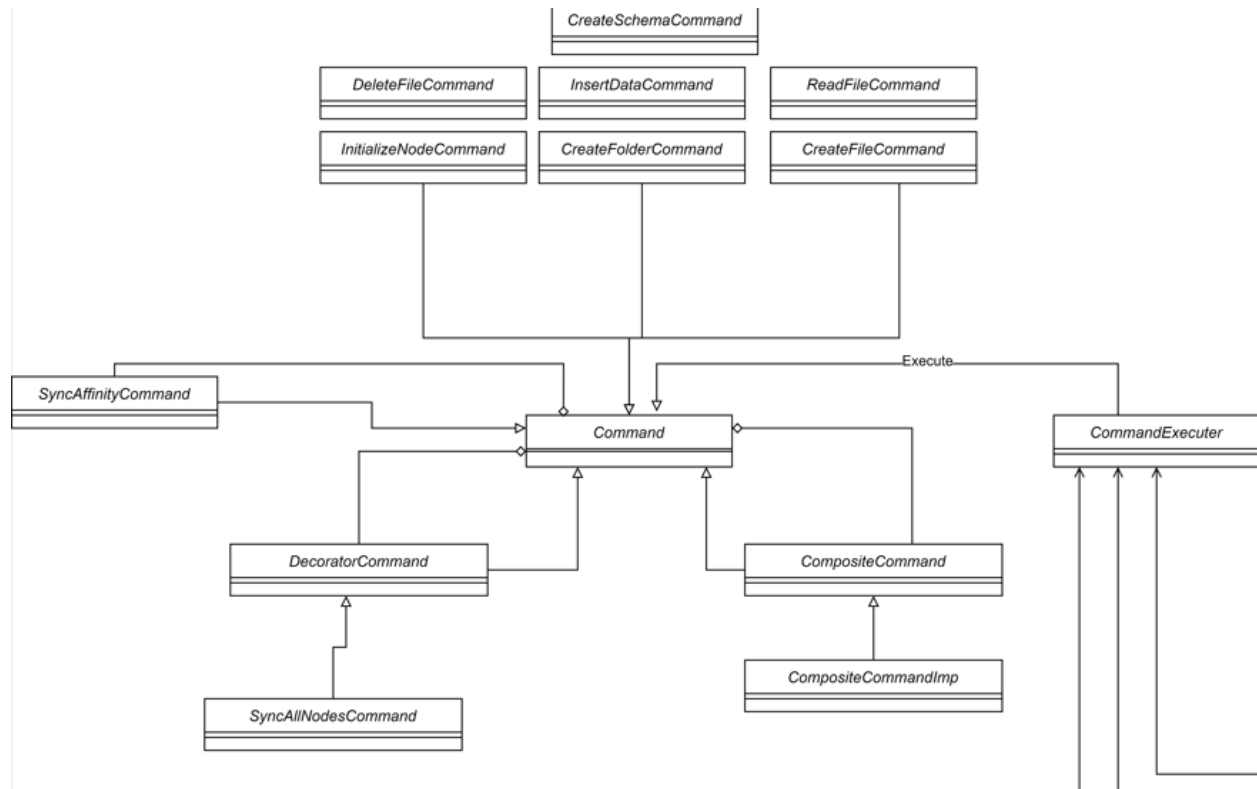 CreateSchemaCommand
DeleteFileCommand
InsertDataCommand
ReadFileCommand
InitializeNodeCommand
CreateFolderCommand
CreateFileCommand
Execute
SyncAffinityCommand
Command
CommandExecuter
DecoratorCommand
CompositeCommand
CompositeCommandImp
SyncAllNodesCommand